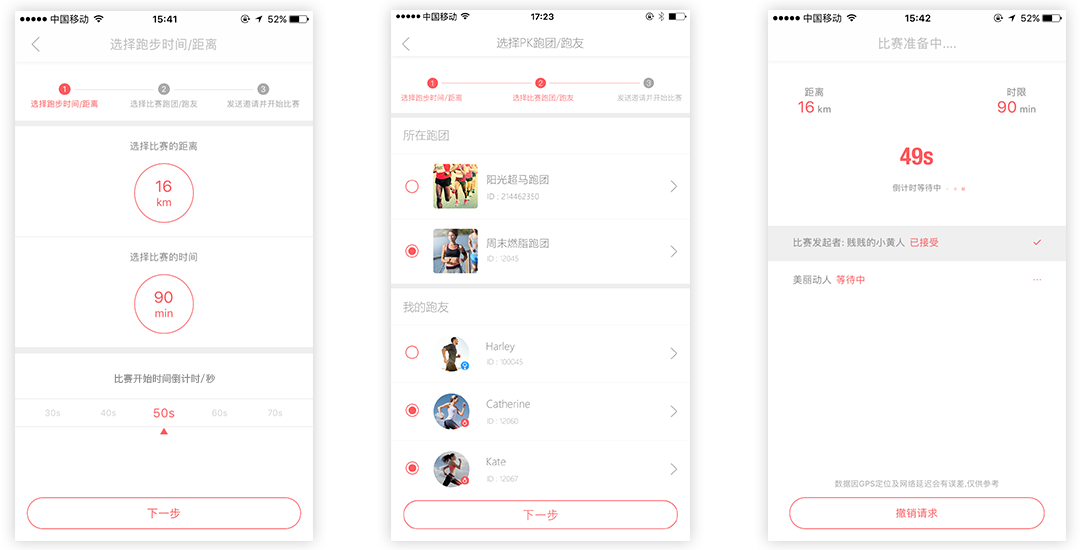 中国移动 15:41 52%
选择跑步时间/距离
1 2 3
选择跑步时间/距离 选择比赛跑团/跑友 发送邀请并开始比赛
选择比赛的距离
16
km
选择比赛的时间
90
min
比赛开始时间倒计时/秒
30s 40s 50s 60s 70s
下一步
中国移动 17:23
选择PK跑团/跑友
1 2 3
选择跑步时间/距离 选择比赛跑团/跑友 发送邀请并开始比赛
所在跑团
阳光超马跑团
ID : 214462350
周末燃脂跑团
ID : 12045
我的跑友
Harley
ID : 100045
Catherine
ID : 12060
Kate
ID : 12067
下一步
中国移动 15:42 52%
比赛准备中....
距离 时限
16 km 90 min
49s
倒计时等待中
比赛发起者: 贱贱的小黄人 已接受
美丽动人 等待中 ...
数据因GPS定位及网络延迟会有误差,仅供参考
撤销请求